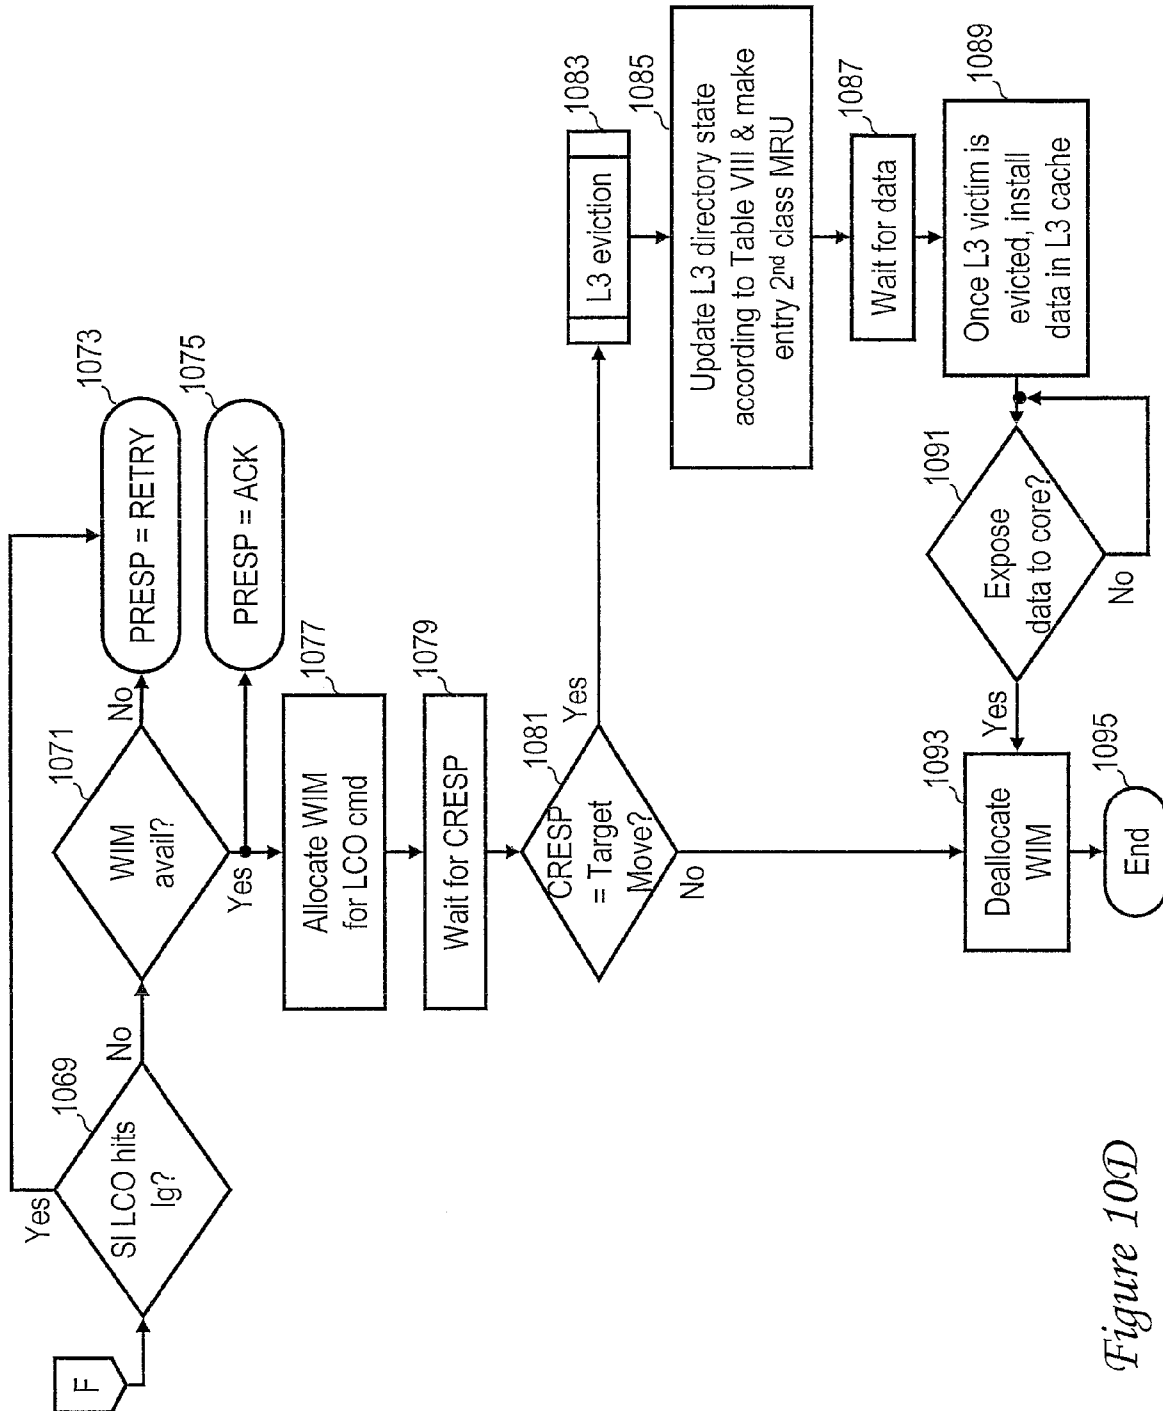 F
1069
SI LCO hits
Ig?
Yes
No
1071
WIM
avail?
No
Yes
1073
PRESP = RETRY
1075
PRESP = ACK
1077
Allocate WIM
for LCO cmd
1079
Wait for CRESP
1081
CRESP
= Target
Move?
Yes
No
1083
L3 eviction
1085
Update L3 directory state
according to Table VIII & make
entry 2nd class MRU
1087
Wait for data
1089
Once L3 victim is
evicted, install
data in L3 cache
1091
Expose
data to core?
No
Yes
1093
Deallocate
WIM
1095
End
Figure 10D